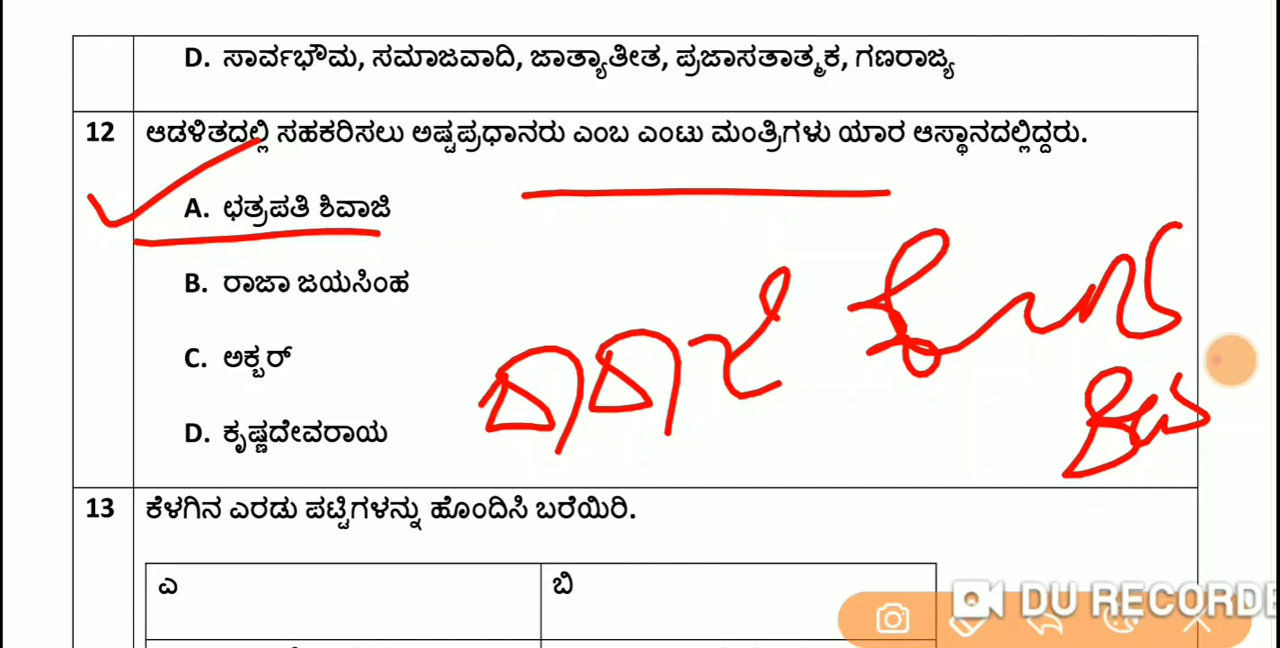 D. ಸಾರ್ವಭೌಮ, ಸಮಾಜವಾದಿ, ಜಾತ್ಯಾತೀತ, ಪ್ರಜಾಸತಾತ್ಮಕ, ಗಣರಾಜ್ಯ
12 ಆಡಳಿತದಲ್ಲಿ ಸಹಕರಿಸಲು ಅಷ್ಟಪ್ರಧಾನರು ಎಂಬ ಎಂಟು ಮಂತ್ರಿಗಳು ಯಾರ ಆಸ್ಥಾನದಲ್ಲಿದ್ದರು.
A. ಛತ್ರಪತಿ ಶಿವಾಜಿ
B. ರಾಜಾ ಜಯಸಿಂಹ
C. ಅಕ್ಬರ್
D. ಕೃಷ್ಣದೇವರಾಯ
13 ಕೆಳಗಿನ ಎರಡು ಪಟ್ಟಿಗಳನ್ನು ಹೊಂದಿಸಿ ಬರೆಯಿರಿ.
ಎ ಬಿ
DU RECORDE